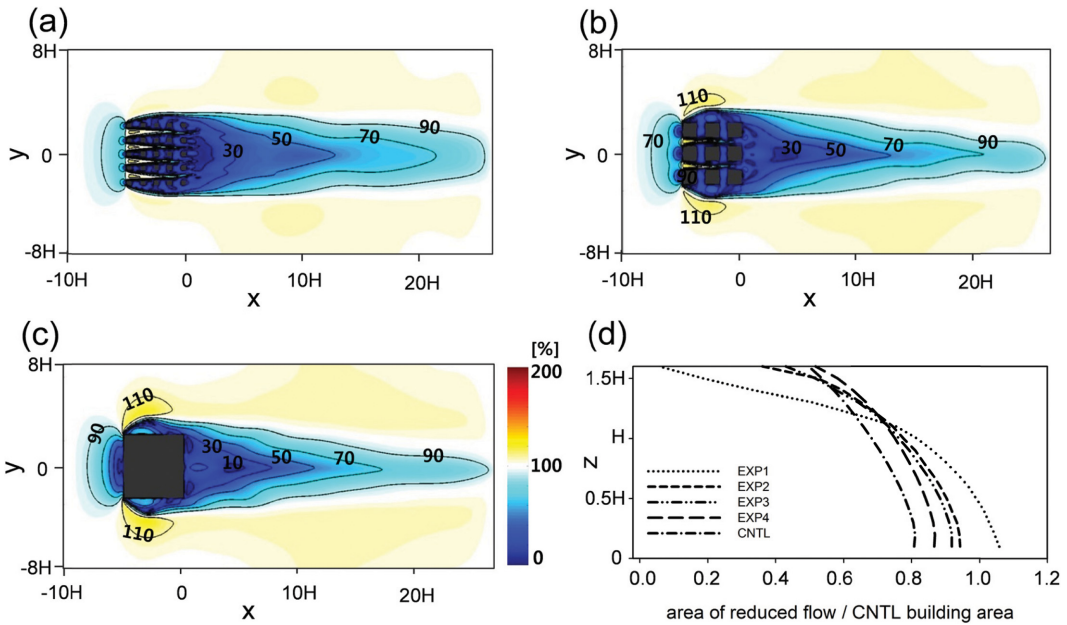 (a)
8H
y
0
-8H
30
50
70
90
-10H
0
10H
20H
x
(b)
8H
y
0
-8H
110
70
90
110
30
50
70
90
-10H
0
10H
20H
x
(c)
8H
y
0
-8H
110
90
30
10
50
70
90
110
-10H
0
10H
20H
x
[%]
200
100
0
(d)
1.5H
H
0.5H
0
z
EXP1
EXP2
EXP3
EXP4
CNTL
0.0
0.2
0.4
0.6
0.8
1.0
1.2
area of reduced flow / CNTL building area